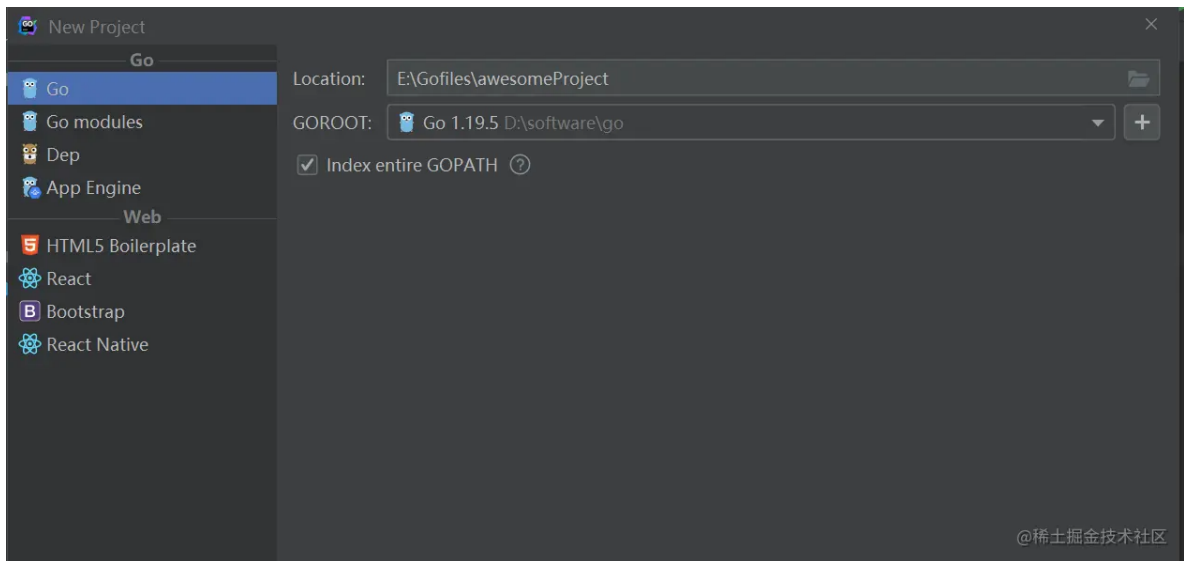 New Project
Go
Go
Go modules
Dep
App Engine
Web
HTML5 Boilerplate
React
Bootstrap
React Native
Location: E:\Gofiles\awesomeProject
GOROOT: Go 1.19.5 D:\software\go
Index entire GOPATH
@稀土掘金技术社区